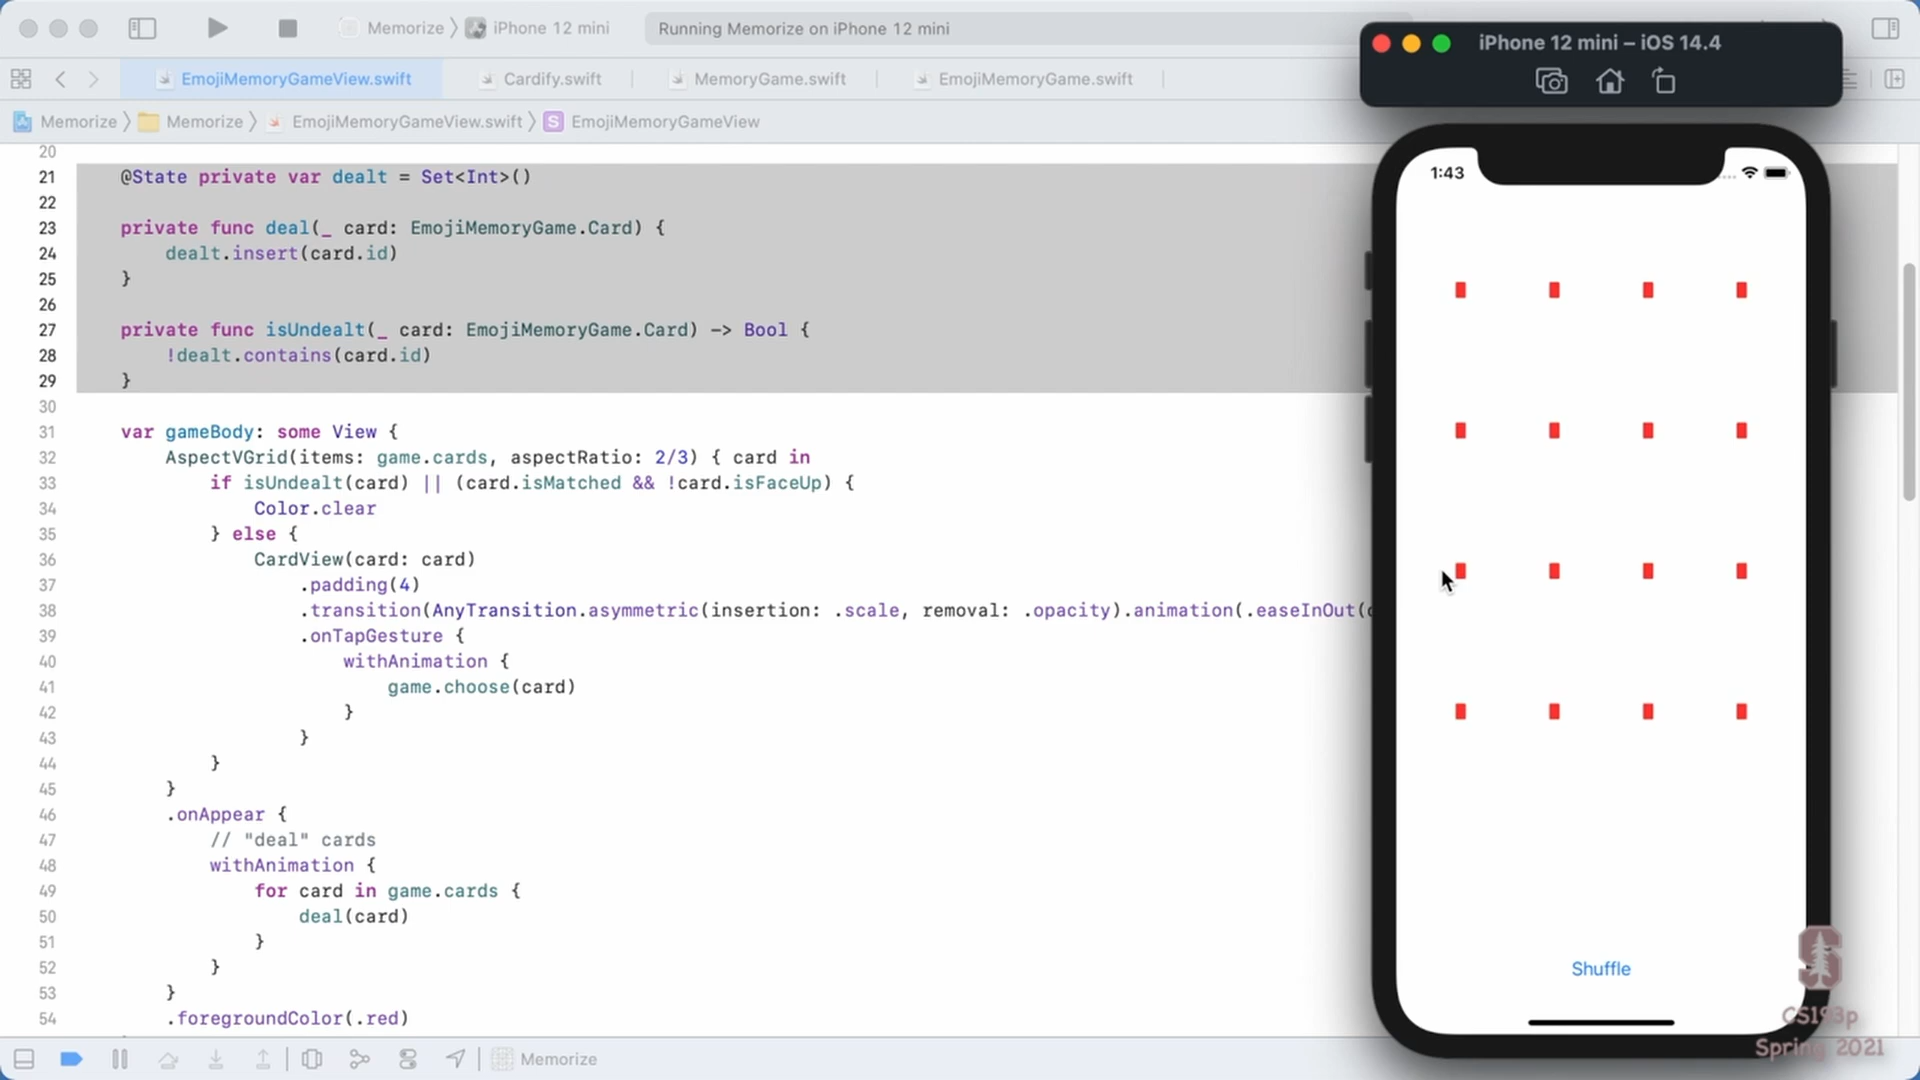 Memorize 〉 iPhone 12 mini
Running Memorize on iPhone 12 mini
iPhone 12 mini – iOS 14.4
EmojiMemoryGameView.swift
Cardify.swift
MemoryGame.swift
EmojiMemoryGame.swift
Memorize 〉 Memorize 〉 EmojiMemoryGameView.swift 〉 S EmojiMemoryGameView
20
21 @State private var dealt = Set<Int>()
22
23 private func deal(_ card: EmojiMemoryGame.Card) {
24 dealt.insert(card.id)
25 }
26
27 private func isUndealt(_ card: EmojiMemoryGame.Card) -> Bool {
28 !dealt.contains(card.id)
29 }
30
31 var gameBody: some View {
32 AspectVGrid(items: game.cards, aspectRatio: 2/3) { card in
33 if isUndealt(card) || (card.isMatched && !card.isFaceUp) {
34 Color.clear
35 } else {
36 CardView(card: card)
37 .padding(4)
38 .transition(AnyTransition.asymmetric(insertion: .scale, removal: .opacity).animation(.easeInOut(
39 .onTapGesture {
40 withAnimation {
41 game.choose(card)
42 }
43 }
44 }
45 }
46 .onAppear {
47 // "deal" cards
48 withAnimation {
49 for card in game.cards {
50 deal(card)
51 }
52 }
53 }
54 .foregroundColor(.red)
1:43
Shuffle
S
CS193p
Spring 2021
Memorize